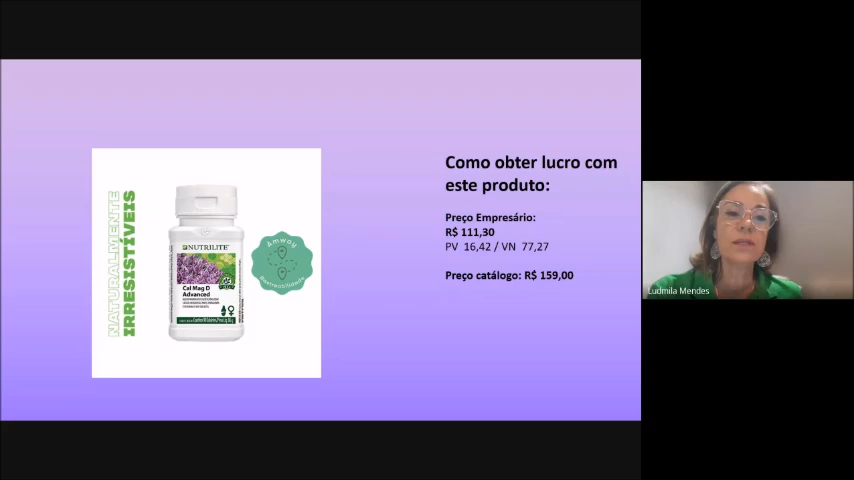 NATURALMENTE
IRRESISTÍVEIS
NUTRILITE
Cal Mag D
Advanced
Amway
Rastreabilidade
Como obter lucro com
este produto:
Preço Empresário:
R$ 111,30
PV 16,42 / VN 77,27
Preço catálogo: R$ 159,00
Ludmila Mendes